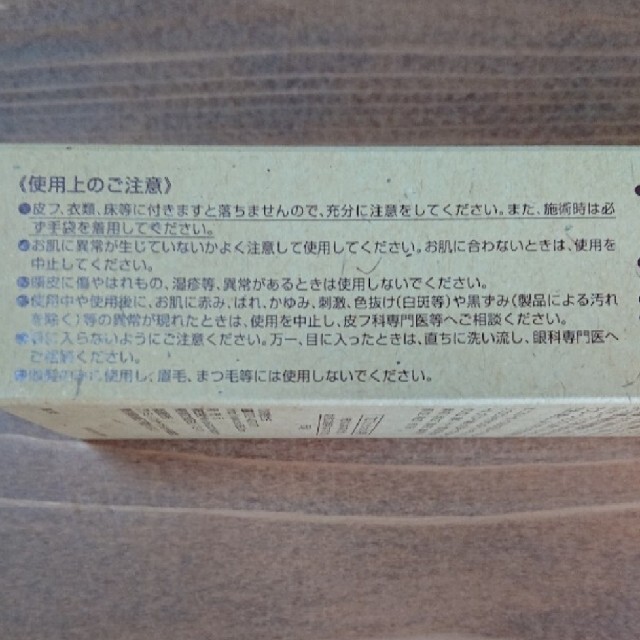 《使用上のご注意》
●皮フ、衣類、床等に付きますと落ちませんので、充分に注意をしてください。また、施術時は必
ず手袋を着用してください。
●お肌に異常が生じていないかよく注意して使用してください。お肌に合わないときは、使用を
中止してください。
●頭皮に傷やはれもの、湿疹等、異常があるときは使用しないでください。
●使用中や使用後に、お肌に赤み、はれ、かゆみ、刺激、色抜け(白斑等)や黒ずみ(製品による汚れ
を除く)等の異常が現れたときは、使用を中止し、皮フ科専門医等へご相談ください。
●目に入らないようにご注意ください。万一、目に入ったときは、直ちに洗い流し、眼科専門医へ
ご相談ください。
に使用し、眉毛、まつ毛等には使用しないでください。